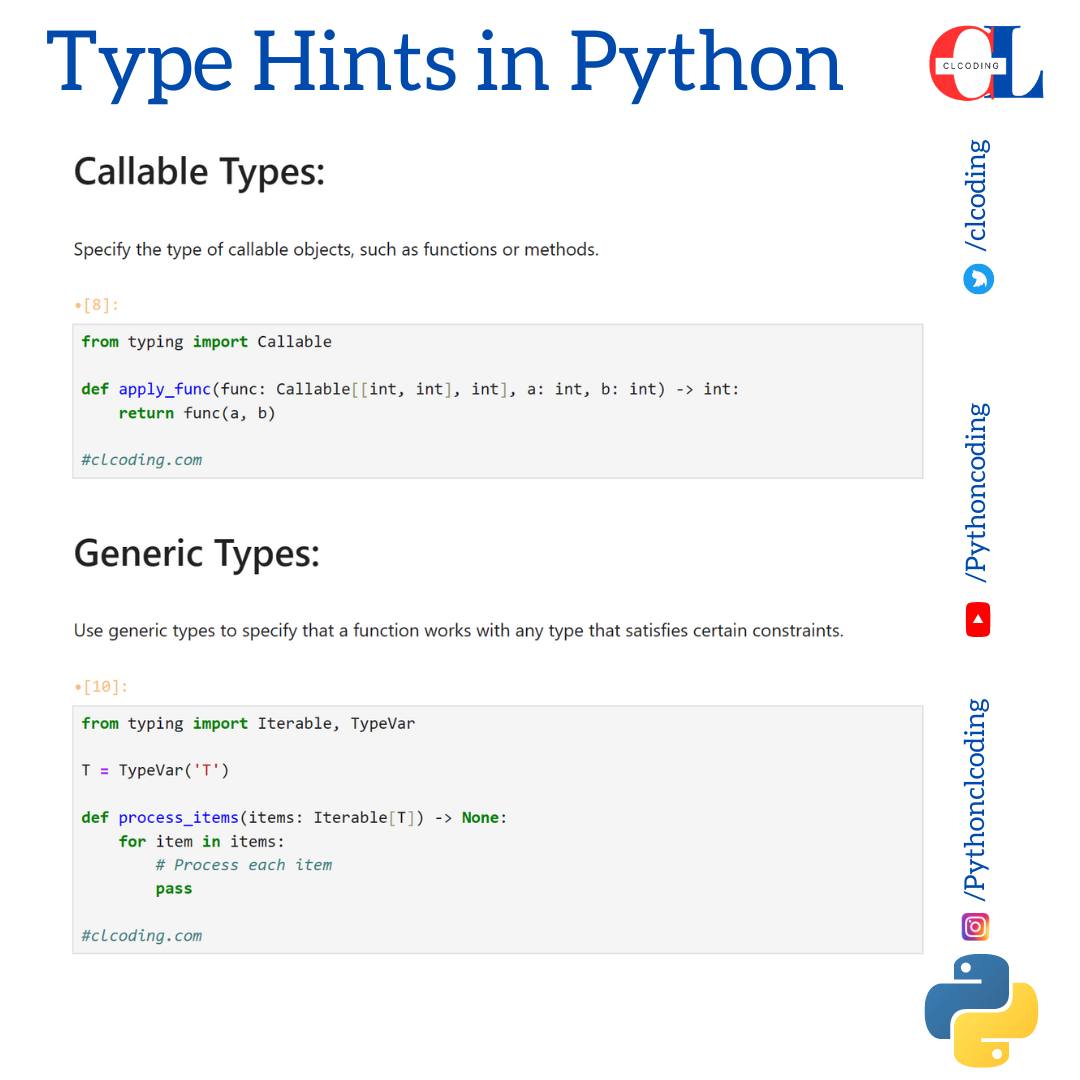 Type Hints in Python
CLCODING
CL
Callable Types:
Specify the type of callable objects, such as functions or methods.
•[8]:
from typing import Callable
def apply_func(func: Callable[[int, int], int], a: int, b: int) -> int:
    return func(a, b)
#clcoding.com
Generic Types:
Use generic types to specify that a function works with any type that satisfies certain constraints.
•[10]:
from typing import Iterable, TypeVar
T = TypeVar('T')
def process_items(items: Iterable[T]) -> None:
    for item in items:
        # Process each item
        pass
#clcoding.com
/clcoding
/Pythoncoding
/Pythonclcoding